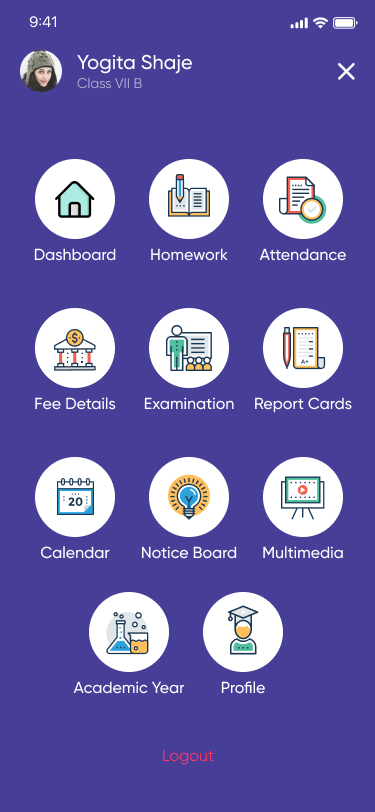 9:41
Yogita Shaje
Class VII B
Dashboard
Homework
Attendance
$
A+
Fee Details
Examination
Report Cards
20
Calendar
Notice Board
Multimedia
Academic Year
Profile
Logout